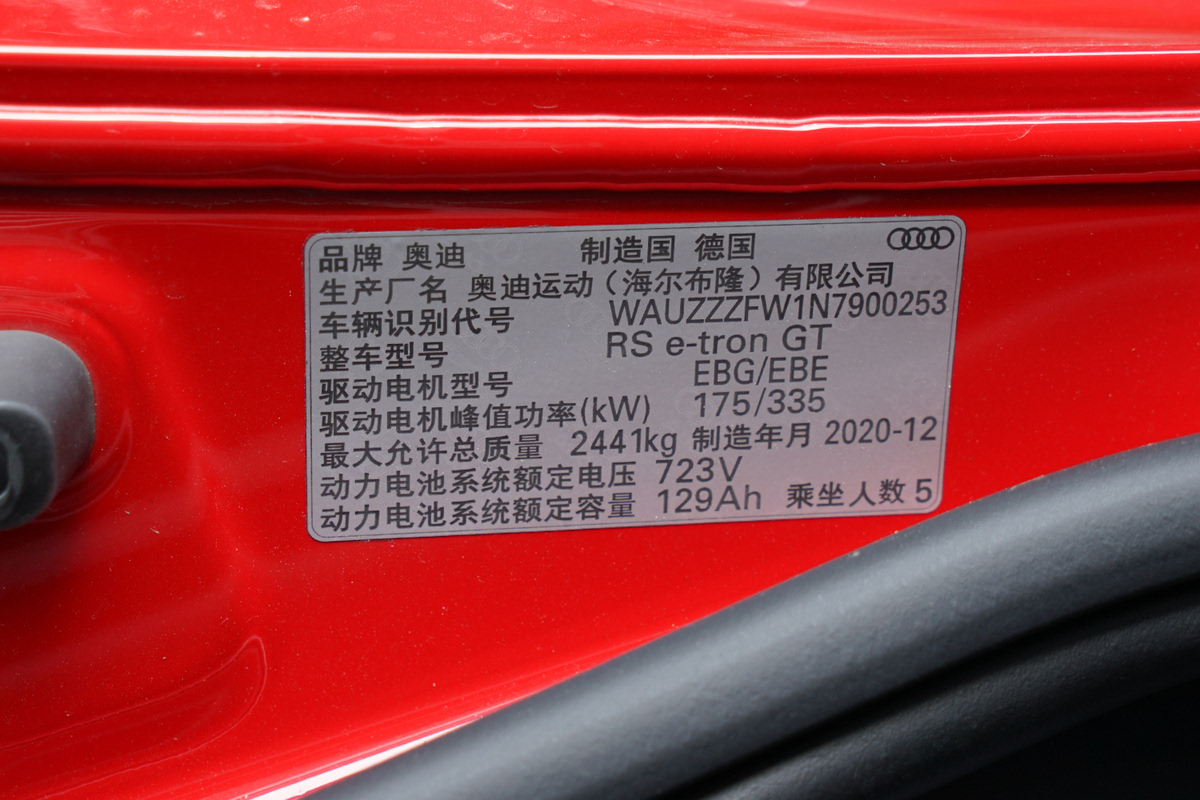 品牌 奥迪 制造国 德国
生产厂名 奥迪运动（海尔布隆）有限公司
车辆识别代号 WAUZZZFW1N7900253
整车型号 RS e-tron GT
驱动电机型号 EBG/EBE
驱动电机峰值功率(kW) 175/335
最大允许总质量 2441kg 制造年月 2020-12
动力电池系统额定电压 723V
动力电池系统额定容量 129Ah 乘坐人数 5